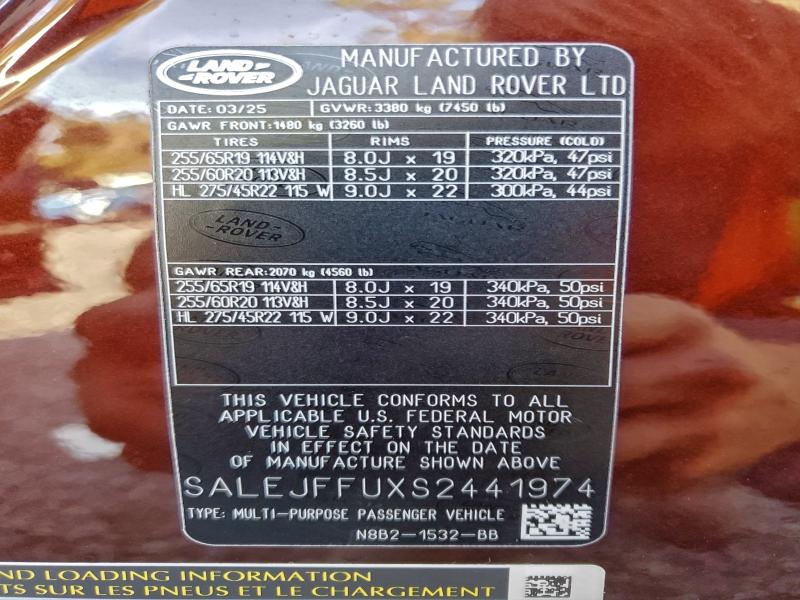 LAND ROVER
MANUFACTURED BY
JAGUAR LAND ROVER LTD
DATE: 03/25 GVWR: 3380 kg (7450 lb)
GAWR FRONT: 1480 kg (3260 lb)
TIRES RIMS PRESSURE (COLD)
255/65R19 114V&H 8.0J x 19 320kPa, 47psi
255/60R20 113V&H 8.5J x 20 320kPa, 47psi
HL 275/45R22 115 W 9.0J x 22 300kPa, 44psi
LAND ROVER
GAWR REAR: 2070 kg (4560 lb)
255/65R19 114V&H 8.0J x 19 340kPa, 50psi
255/60R20 113V&H 8.5J x 20 340kPa, 50psi
HL 275/45R22 115 W 9.0J x 22 340kPa, 50psi
THIS VEHICLE CONFORMS TO ALL
APPLICABLE U.S. FEDERAL MOTOR
VEHICLE SAFETY STANDARDS
IN EFFECT ON THE DATE
OF MANUFACTURE SHOWN ABOVE
SALEJFFUXS2441974
TYPE: MULTI-PURPOSE PASSENGER VEHICLE
N8B2-1532-BB
ND LOADING INFORMATION
TS SUR LES PNEUS ET LE CHARGEMENT